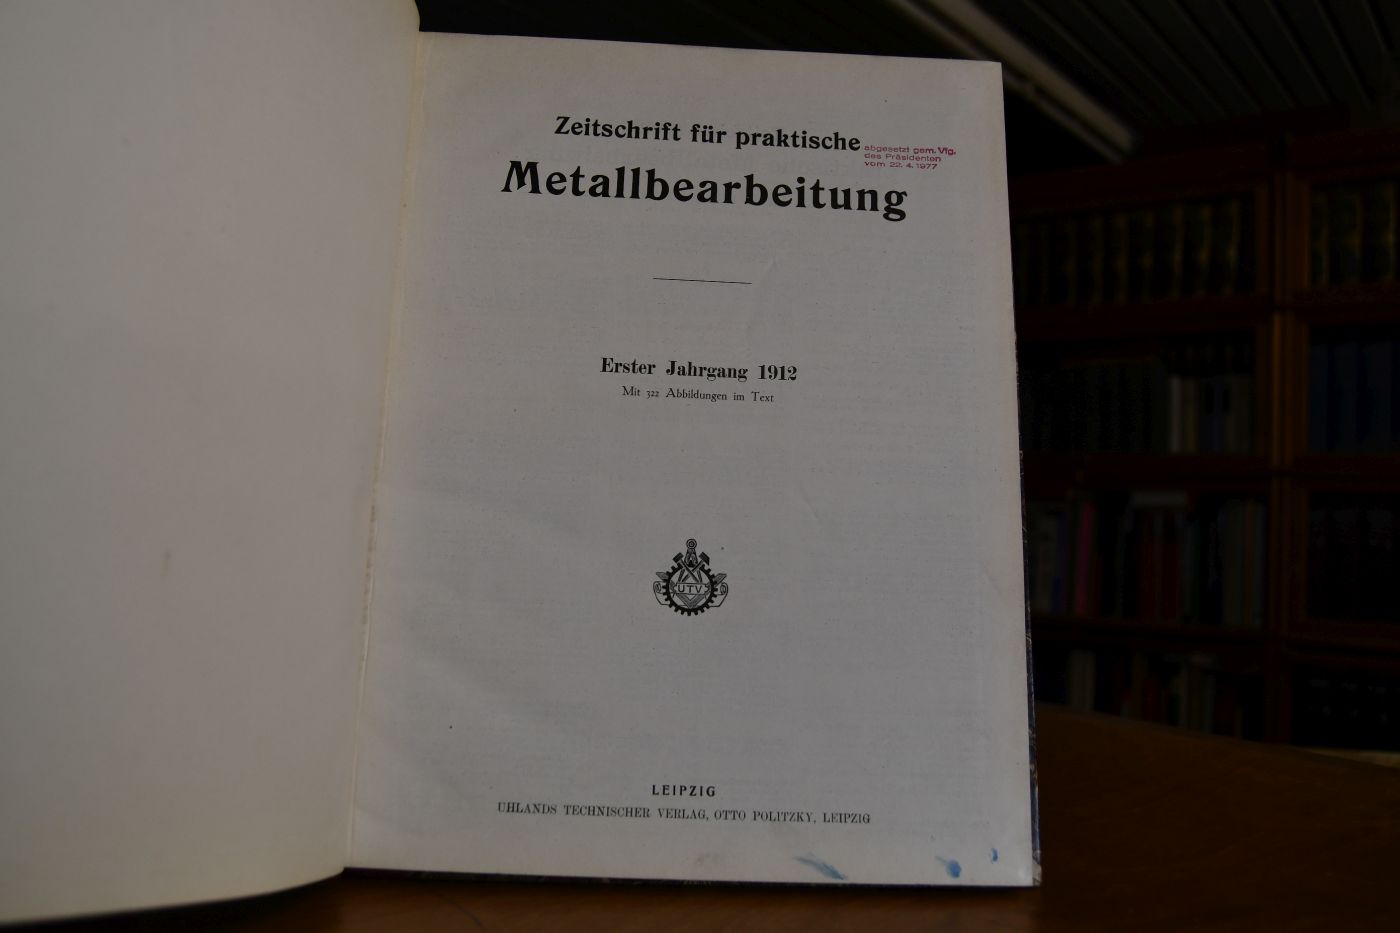 Zeitschrift für praktische
abgesetzt gem. Vfg.
des Präsidenten
vom 22. 4. 1977
Metallbearbeitung
Erster Jahrgang 1912
Mit 322 Abbildungen im Text
UTV
LEIPZIG
UHLANDS TECHNISCHER VERLAG, OTTO POLITZKY, LEIPZIG